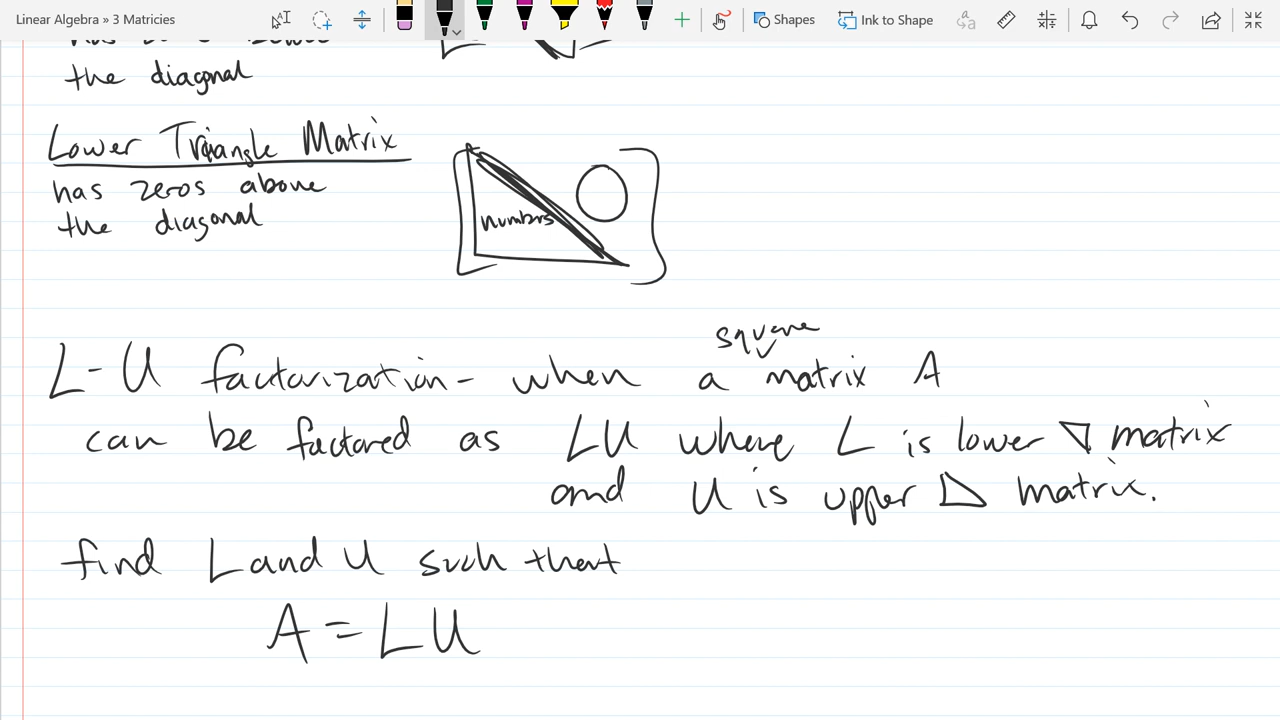 Linear Algebra » 3 Matricies
Shapes
Ink to Shape
the diagonal
Lower Triangle Matrix
has zeros above
the diagonal
numbers
square
L-U factorization - when a matrix A
can be factored as LU where L is lower matrix
and U is upper matrix.
find L and U such that
A = LU